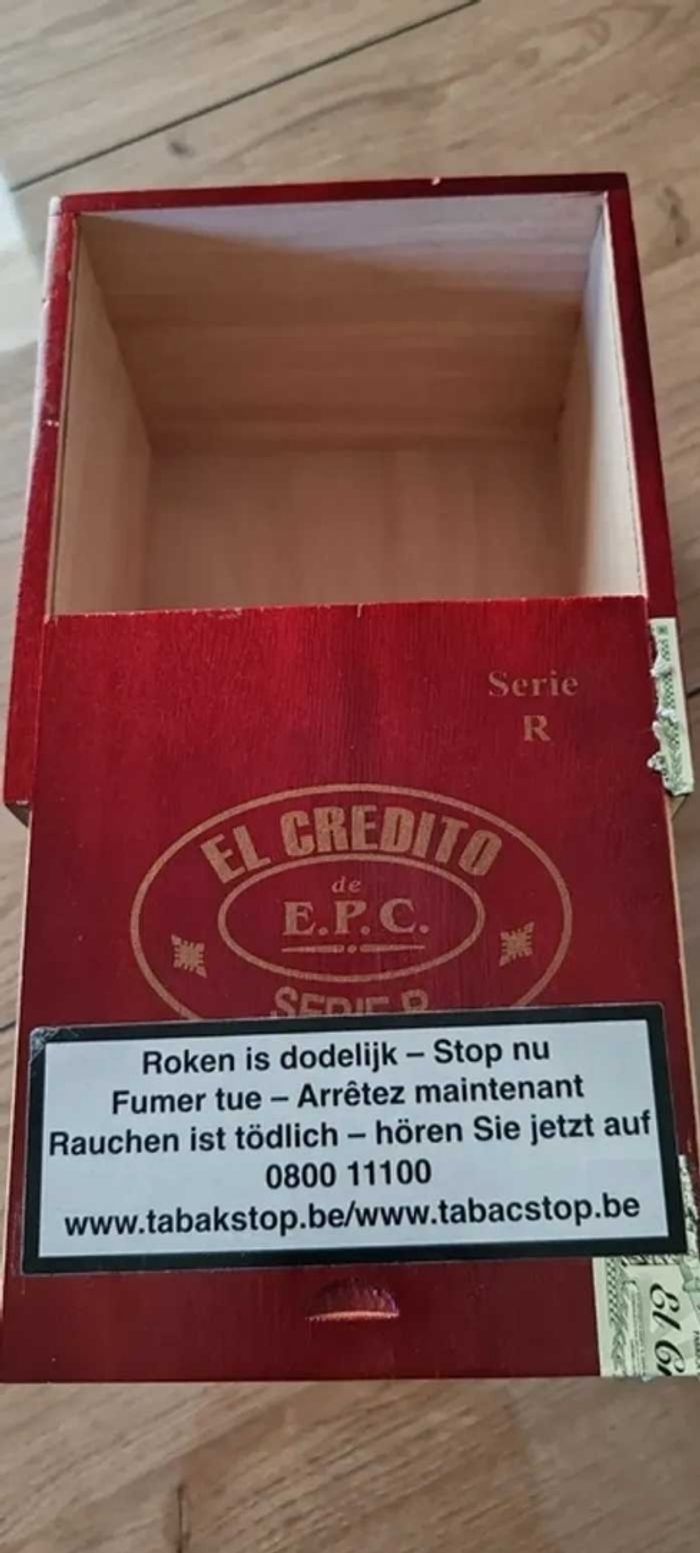 Serie
R
EL CREDITO
de
E.P.C.
SERIE R
Roken is dodelijk – Stop nu
Fumer tue – Arrêtez maintenant
Rauchen ist tödlich – hören Sie jetzt auf
0800 11100
www.tabakstop.be/www.tabacstop.be